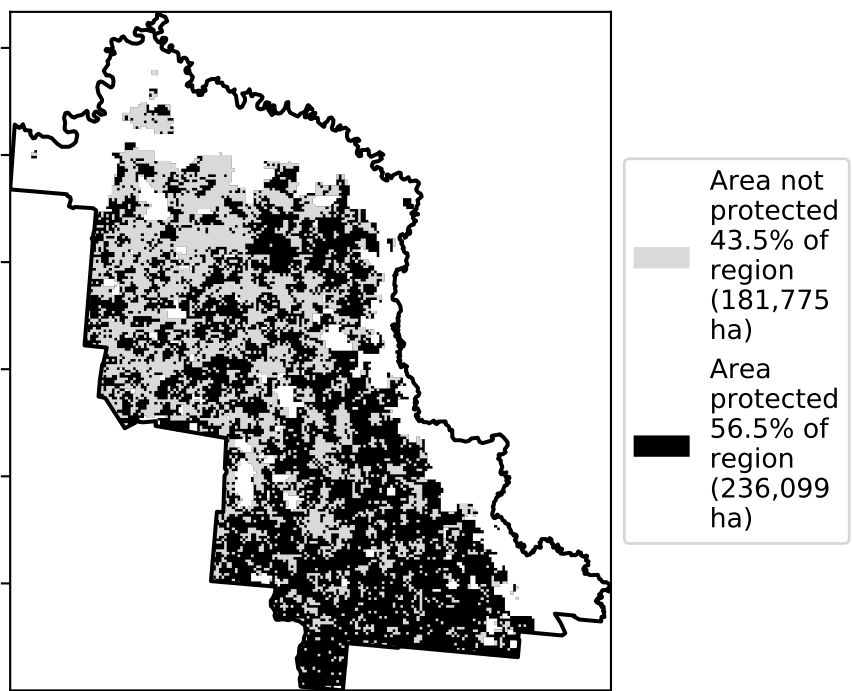 Area not
protected
43.5% of
region
(181,775
ha)
Area
protected
56.5% of
region
(236,099
ha)